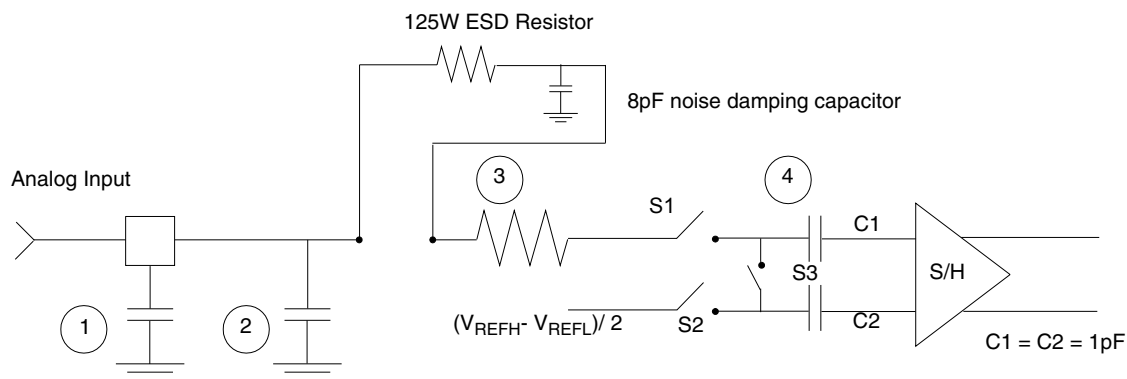 125W ESD Resistor
8pF noise damping capacitor
Analog Input
3
4
S1
C1
S/H
S3
1
2
(VREFH- VREFL)/ 2
S2
C2
C1 = C2 = 1pF